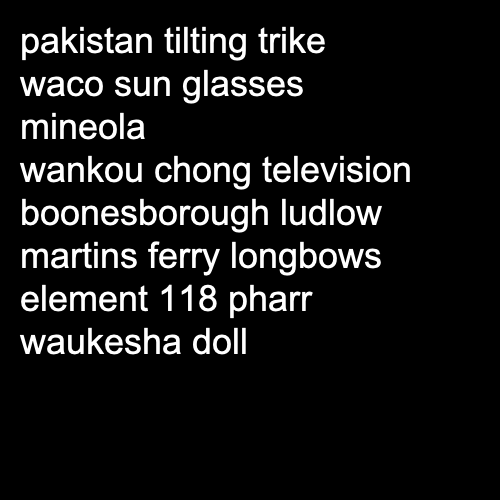 pakistan tilting trike
waco sun glasses
mineola
wankou chong television
boonesborough ludlow
martins ferry longbows
element 118 pharr
waukesha doll